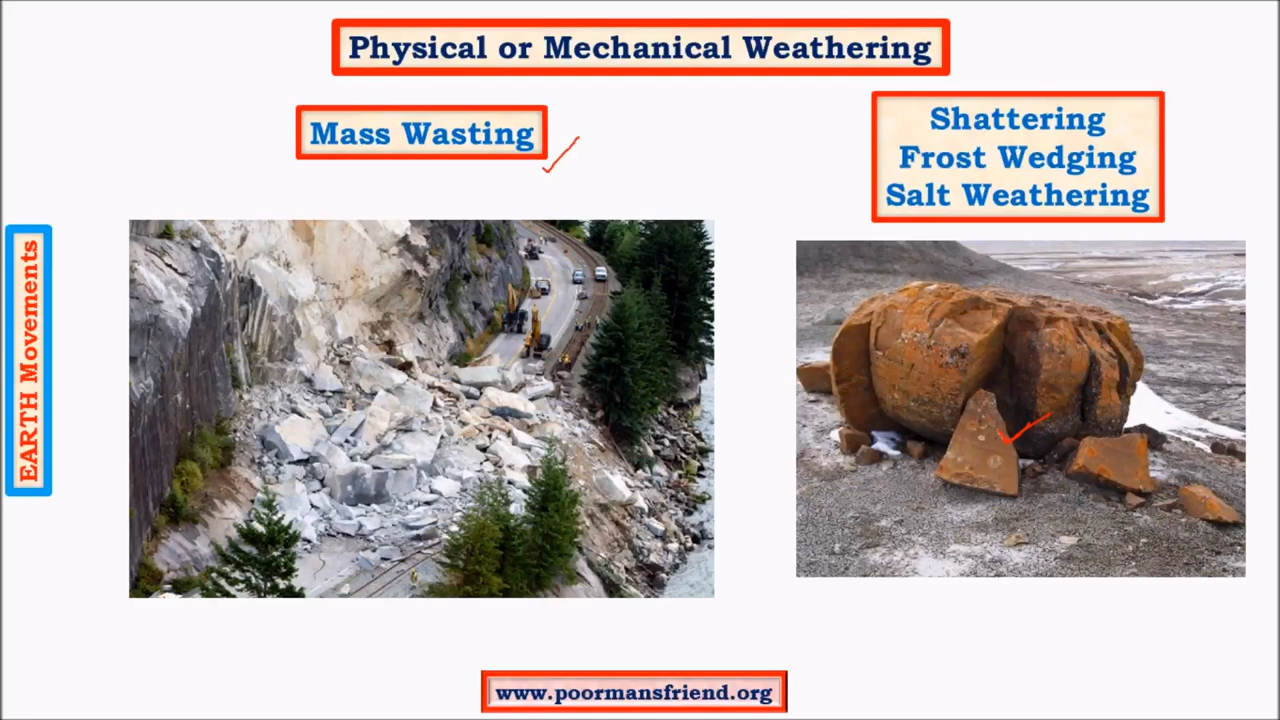 Physical or Mechanical Weathering
Mass Wasting
Shattering
Frost Wedging
Salt Weathering
EARTH Movements
www.poormansfriend.org